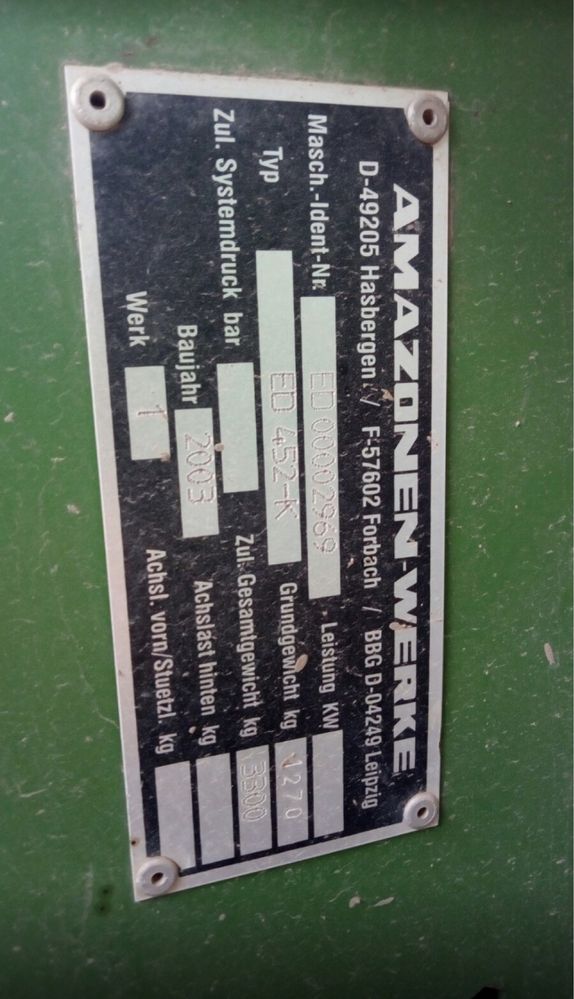 AMAZONEN-WERKE
D-49205 Hasbergen / F-57602 Forbach / BBG D-04249 Leipzig
Masch.-Ident-Nr. ED00002969 Leistung KW
Typ ED 452-K Grundgewicht kg 1270
Zul. Systemdruck bar Zul. Gesamtgewicht kg 3300
Baujahr 2003 Achslast hinten kg
Werk 1 Achsl. vorn/Stuetzl. kg